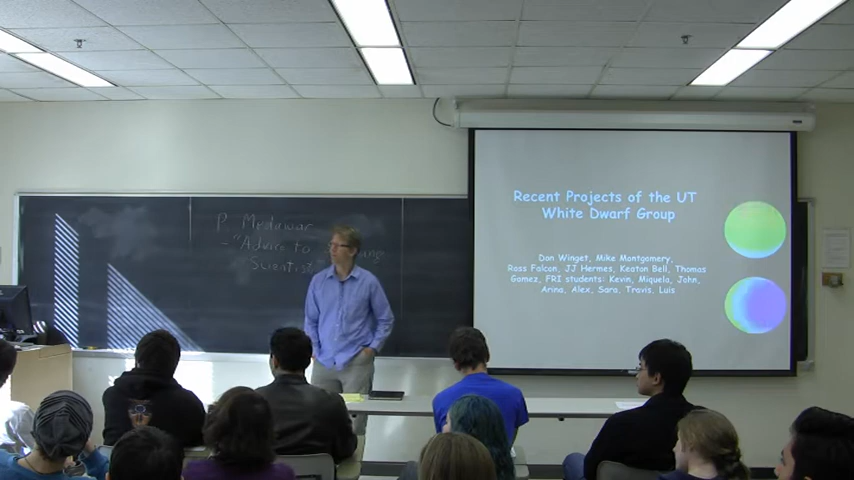 P Medawar
- "Advice to Young
Scientist"
Recent Projects of the UT
White Dwarf Group
Don Winget, Mike Montgomery,
Ross Falcon, JJ Hermes, Keaton Bell, Thomas
Gomez, FRI students: Kevin, Miquela, John,
Arina, Alex, Sara, Travis, Luis